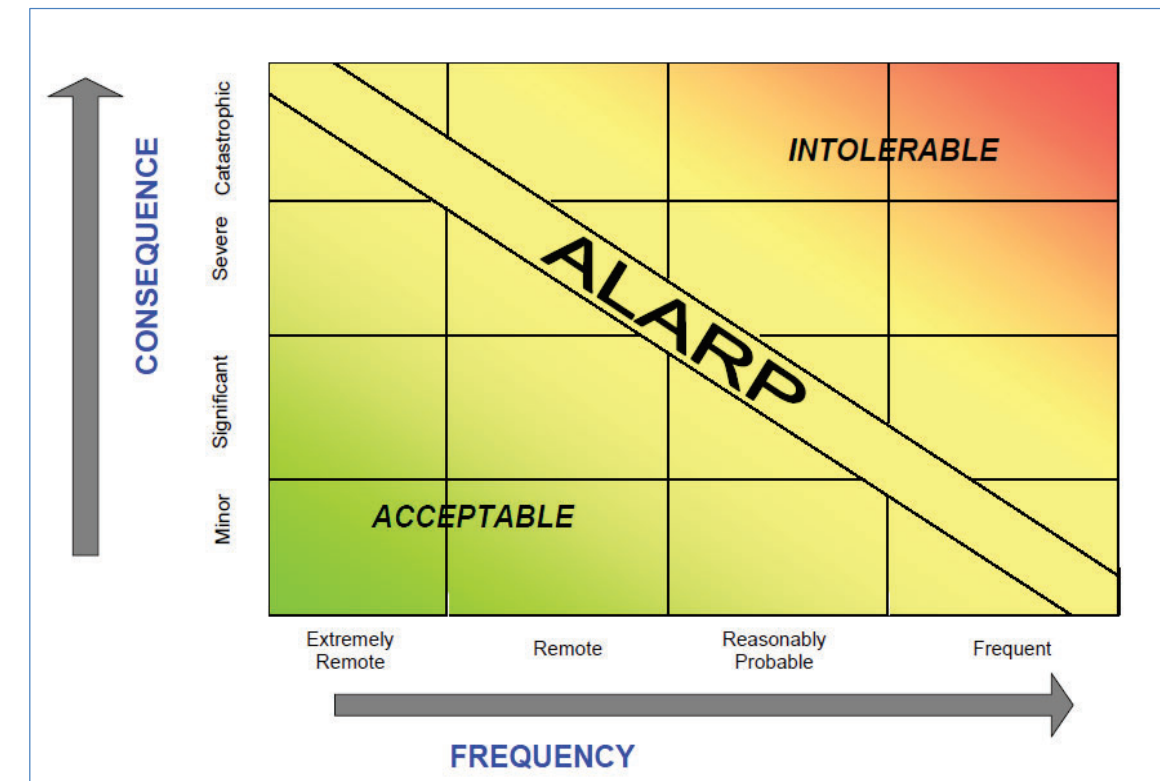 CONSEQUENCE
Catastrophic
Severe
Significant
Minor
INTOLERABLE
ALARP
ACCEPTABLE
Extremely
Remote
Remote
Reasonably
Probable
Frequent
FREQUENCY